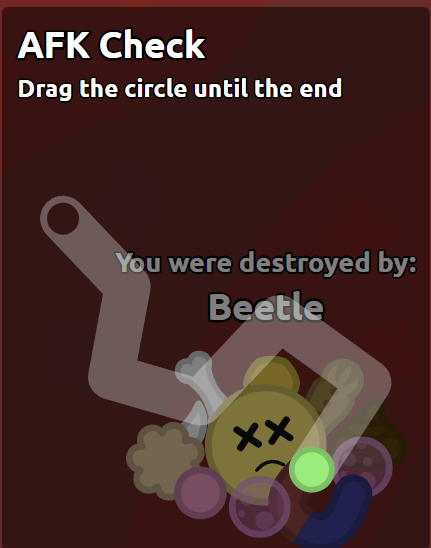 AFK Check
Drag the circle until the end
You were destroyed by:
Beetle